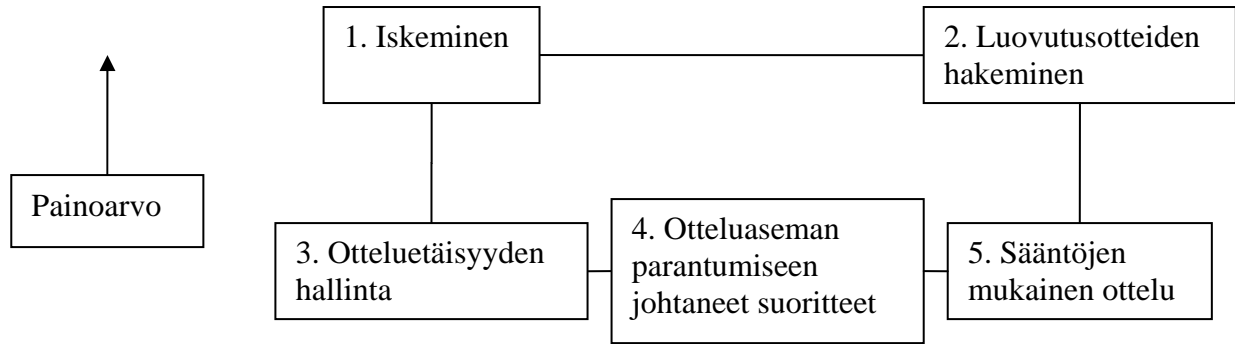 1. Iskeminen
2. Luovutusotteiden
hakeminen
Painoarvo
3. Otteluetäisyyden
hallinta
4. Otteluaseman
parantumiseen
johtaneet suoritteet
5. Sääntöjen
mukainen ottelu